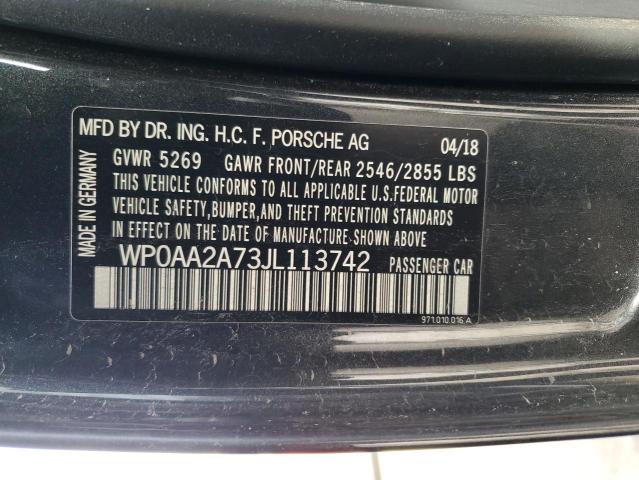 MFD BY DR. ING. H.C. F. PORSCHE AG 04/18
GVWR 5269 GAWR FRONT/REAR 2546/2855 LBS
THIS VEHICLE CONFORMS TO ALL APPLICABLE U.S.FEDERAL MOTOR
VEHICLE SAFETY,BUMPER,AND THEFT PREVENTION STANDARDS
IN EFFECT ON THE DATE OF MANUFACTURE SHOWN ABOVE
WP0AA2A73JL113742 PASSENGER CAR
971.010.016.A
MADE IN GERMANY